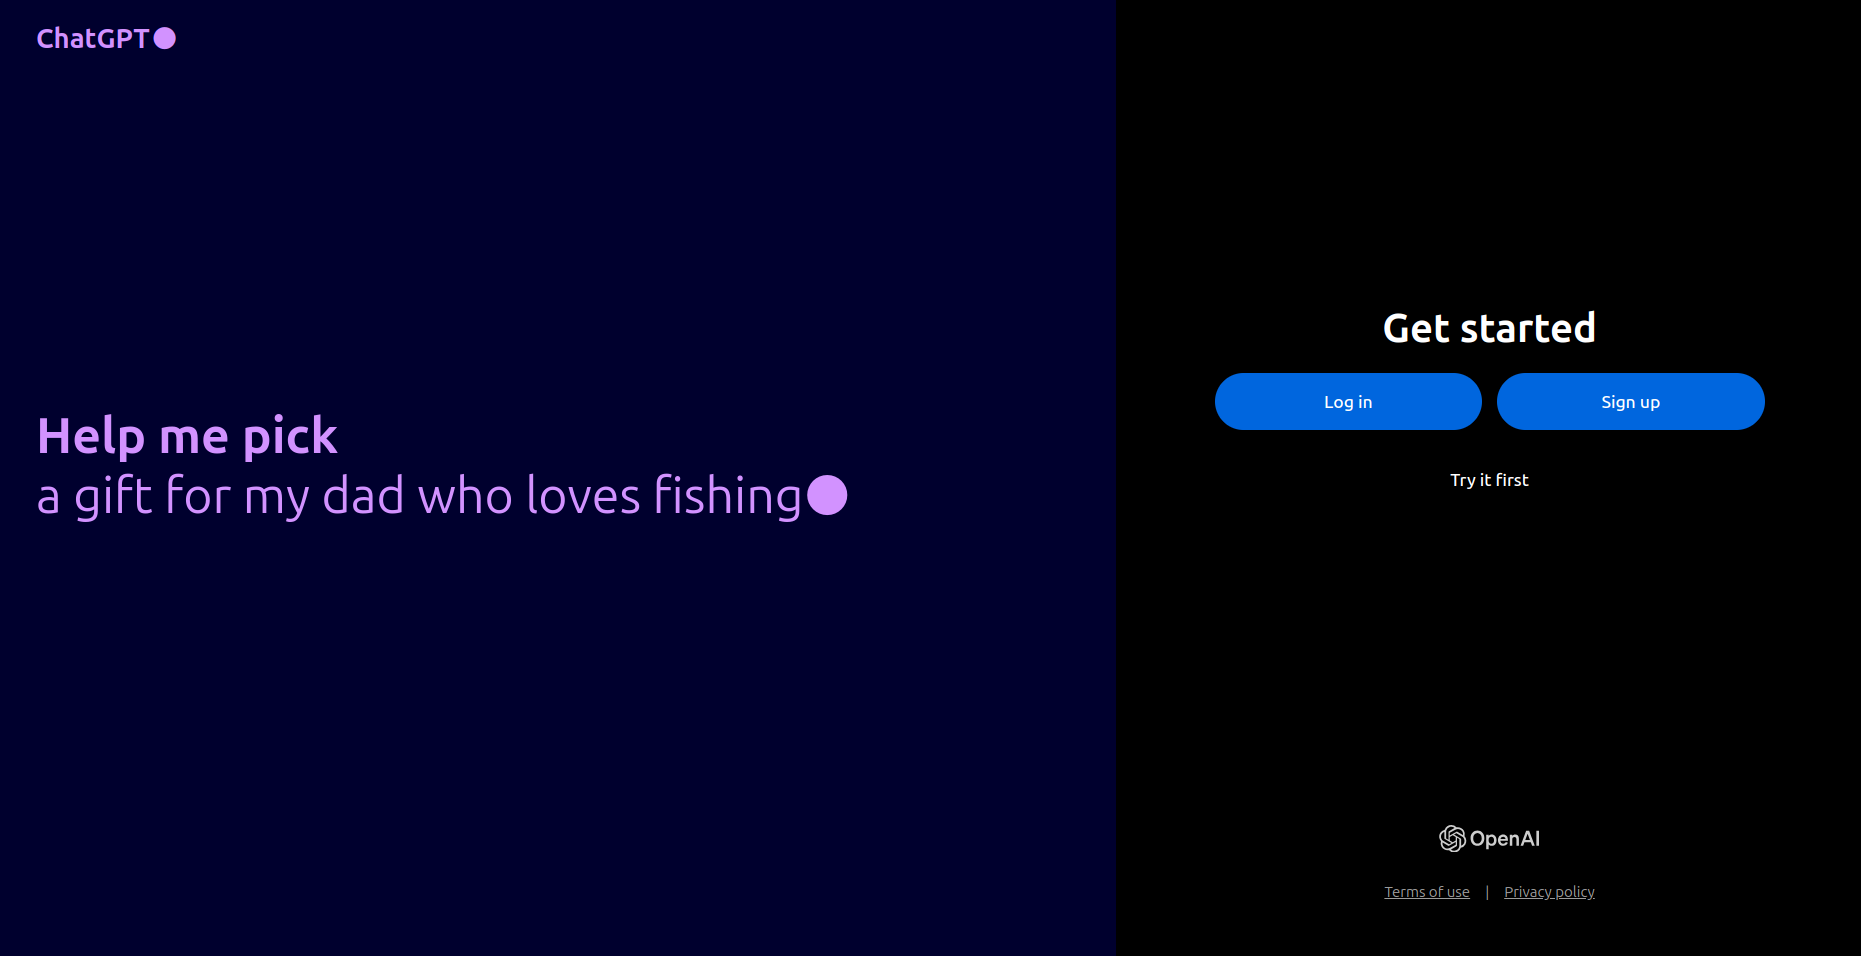 ChatGPT
Help me pick
a gift for my dad who loves fishing
Get started
Log in
Sign up
Try it first
OpenAI
Terms of use | Privacy policy